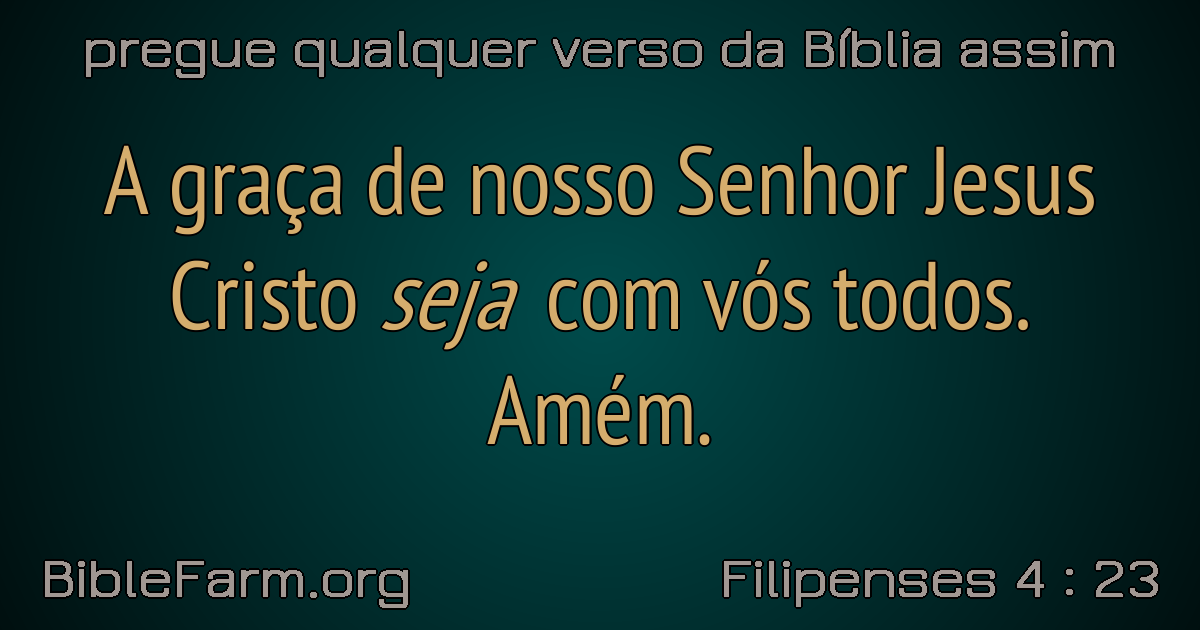 pregue qualquer verso da Bíblia assim
A graça de nosso Senhor Jesus
Cristo seja com vós todos.
Amém.
BibleFarm.org
Filipenses 4 : 23